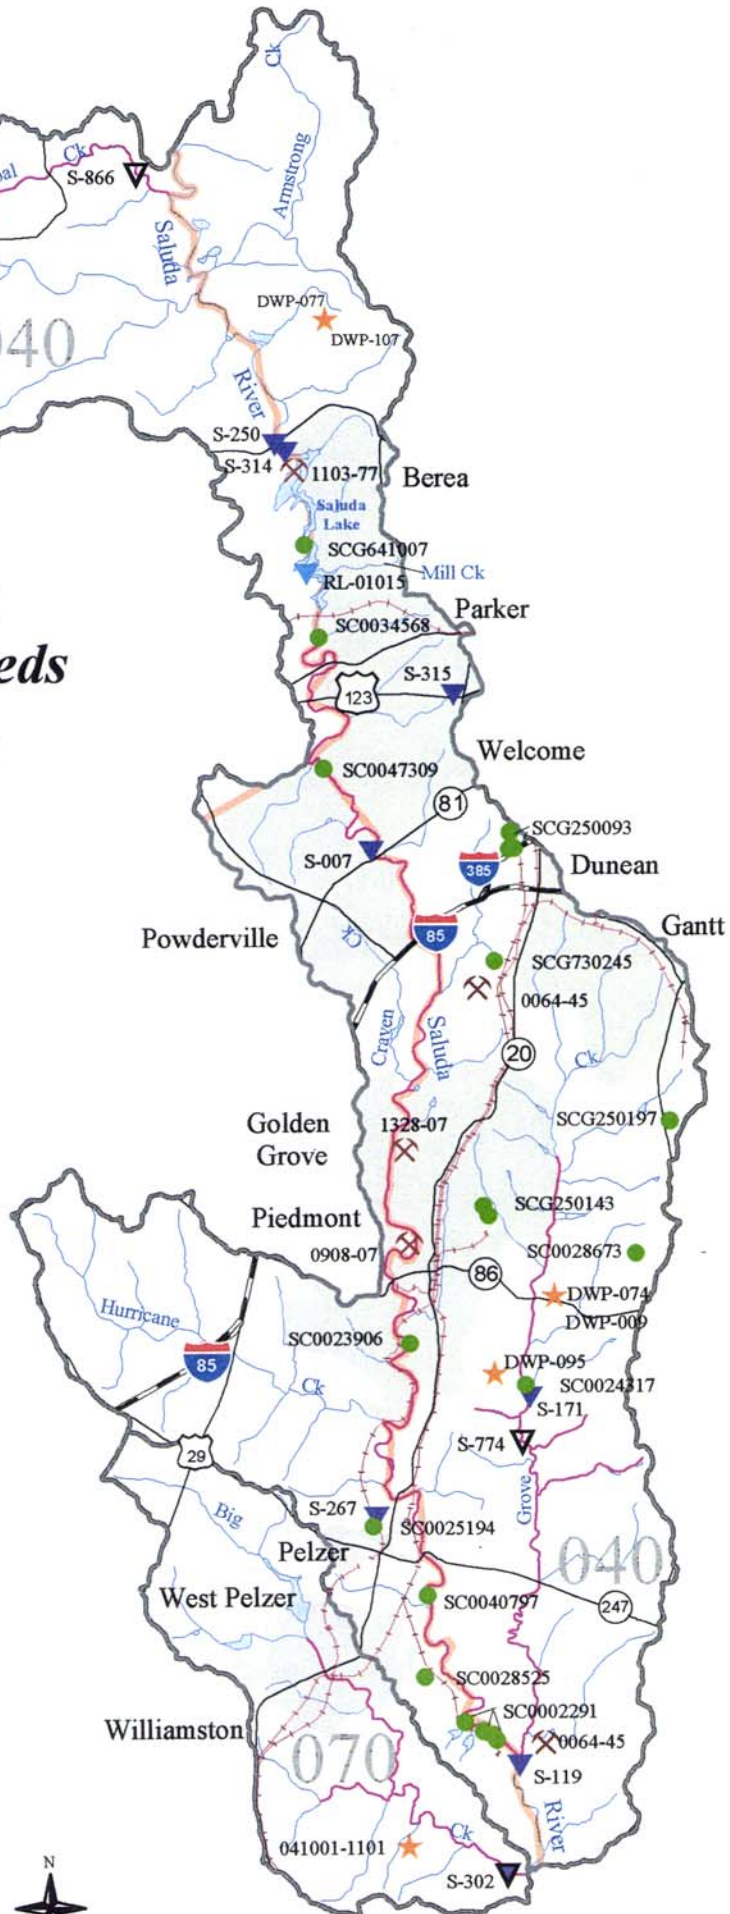 Ck
Ck
S-866
Armstrong
Saluda
DWP-077
DWP-107
040
River
S-250
S-314
1103-77
Berea
Saluda
Lake
SCG641007
Mill Ck
RL-01015
Parker
SC0034568
eds
S-315
123
Welcome
SC0047309
81
SCG250093
S-007
385
Dunean
Gantt
Powderville
85
Ck
SCG730245
0064-45
Craven
Saluda
20
Ck
SCG250197
1328-07
Golden
Grove
SCG250143
Piedmont
0908-07
SC0028673
86
DWP-074
DWP-009
Hurricane
SC0023906
85
DWP-095
Ck
SC0024317
S-171
S-774
29
Grove
S-267
Big
SC0025194
Pelzer
040
West Pelzer
SC0040797
247
SC0028525
SC0002291
Williamston
0064-45
070
S-119
River
041001-1101
Ck
S-302
N